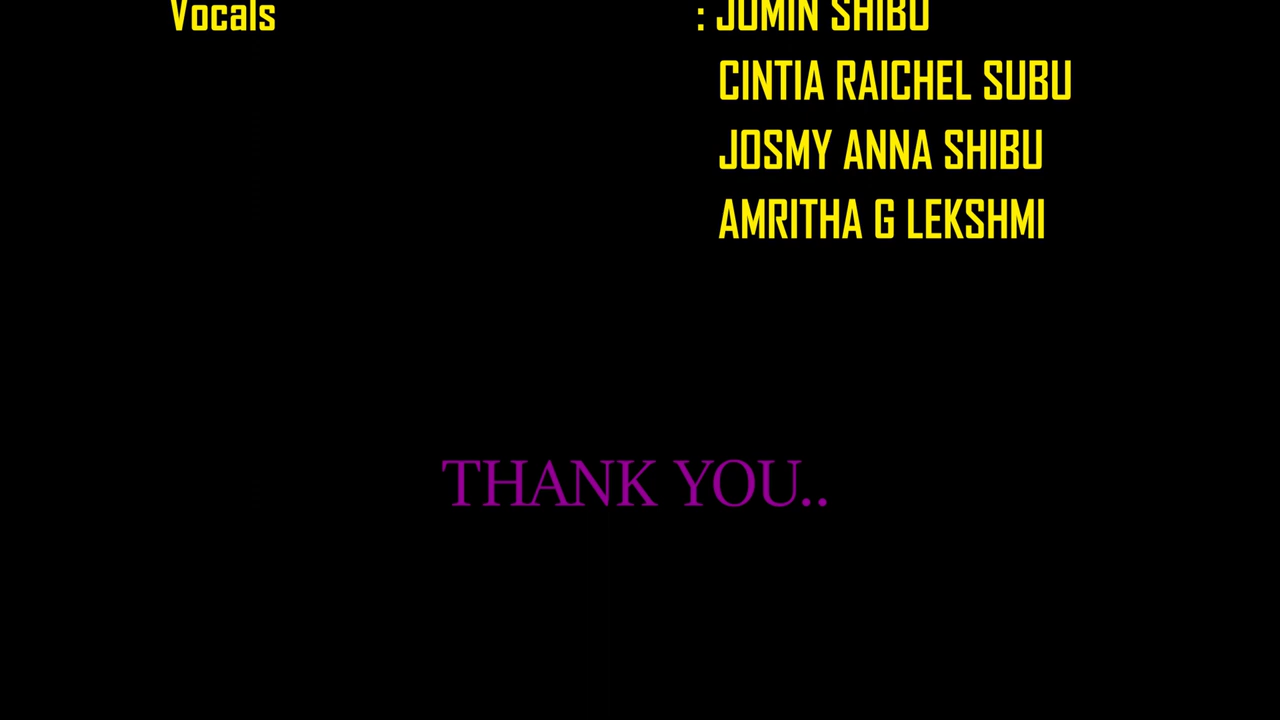 Vocals : JOMIN SHIBU
CINTIA RAICHEL SUBU
JOSMY ANNA SHIBU
AMRITHA G LEKSHMI
THANK YOU..